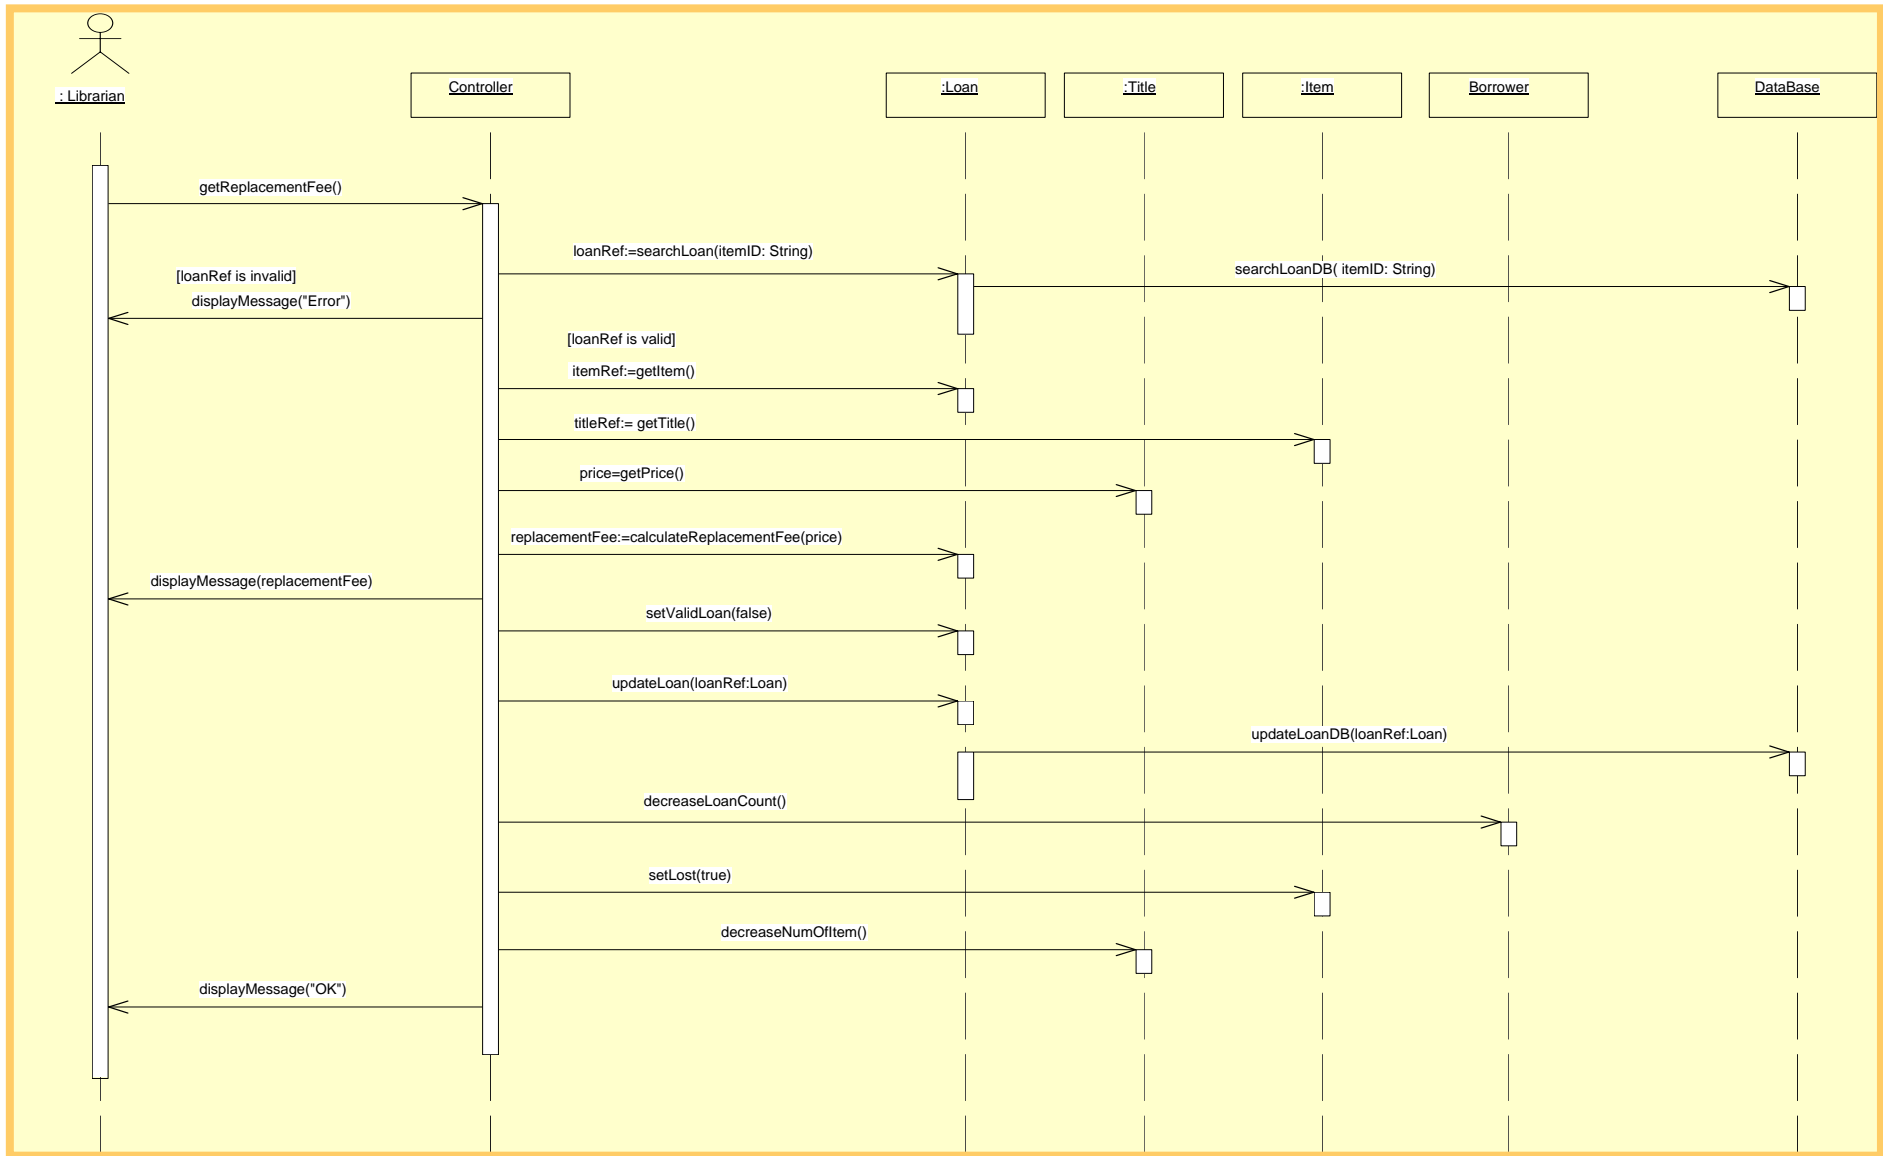 : Librarian
Controller
:Loan
:Title
:Item
Borrower
DataBase
getReplacementFee()
loanRef:=searchLoan(itemID: String)
searchLoanDB( itemID: String)
[loanRef is invalid]
displayMessage("Error")
[loanRef is valid]
itemRef:=getItem()
titleRef:= getTitle()
price=getPrice()
replacementFee:=calculateReplacementFee(price)
displayMessage(replacementFee)
setValidLoan(false)
updateLoan(loanRef:Loan)
updateLoanDB(loanRef:Loan)
decreaseLoanCount()
setLost(true)
decreaseNumOfItem()
displayMessage("OK")